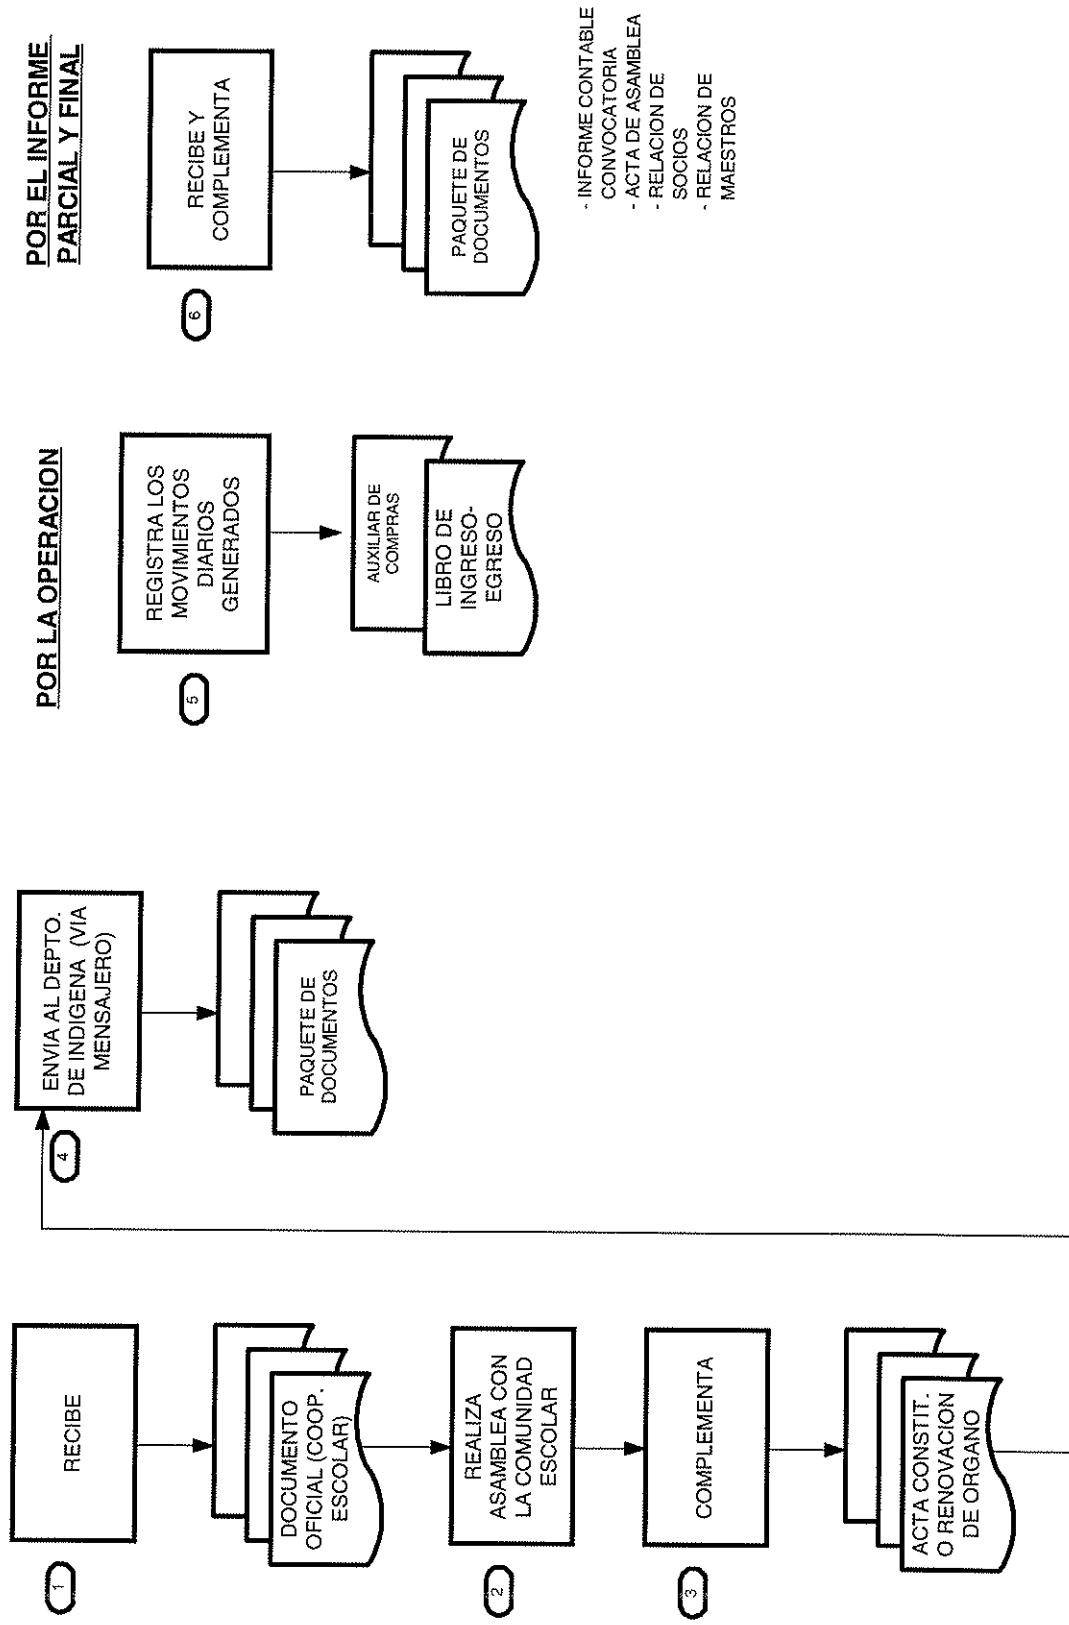 1
RECIBE
DOCUMENTO
OFICIAL (COOP.
ESCOLAR)
2
REALIZA
ASAMBLEA CON
LA COMUNIDAD
ESCOLAR
3
COMPLEMENTA
ACTA CONSTIT.
O RENOVACION
DE ORGANO
4
ENVIA AL DEPTO.
DE INDIGENA (VIA
MENSAJERO)
PAQUETE DE
DOCUMENTOS
POR LA OPERACION
5
REGISTRA LOS
MOVIMIENTOS
DIARIOS
GENERADOS
AUXILIAR DE
COMPRAS
LIBRO DE
INGRESO-
EGRESO
POR EL INFORME
PARCIAL Y FINAL
6
RECIBE Y
COMPLEMENTA
PAQUETE DE
DOCUMENTOS
- INFORME CONTABLE
CONVOCATORIA
- ACTA DE ASAMBLEA
- RELACION DE
SOCIOS
- RELACION DE
MAESTROS